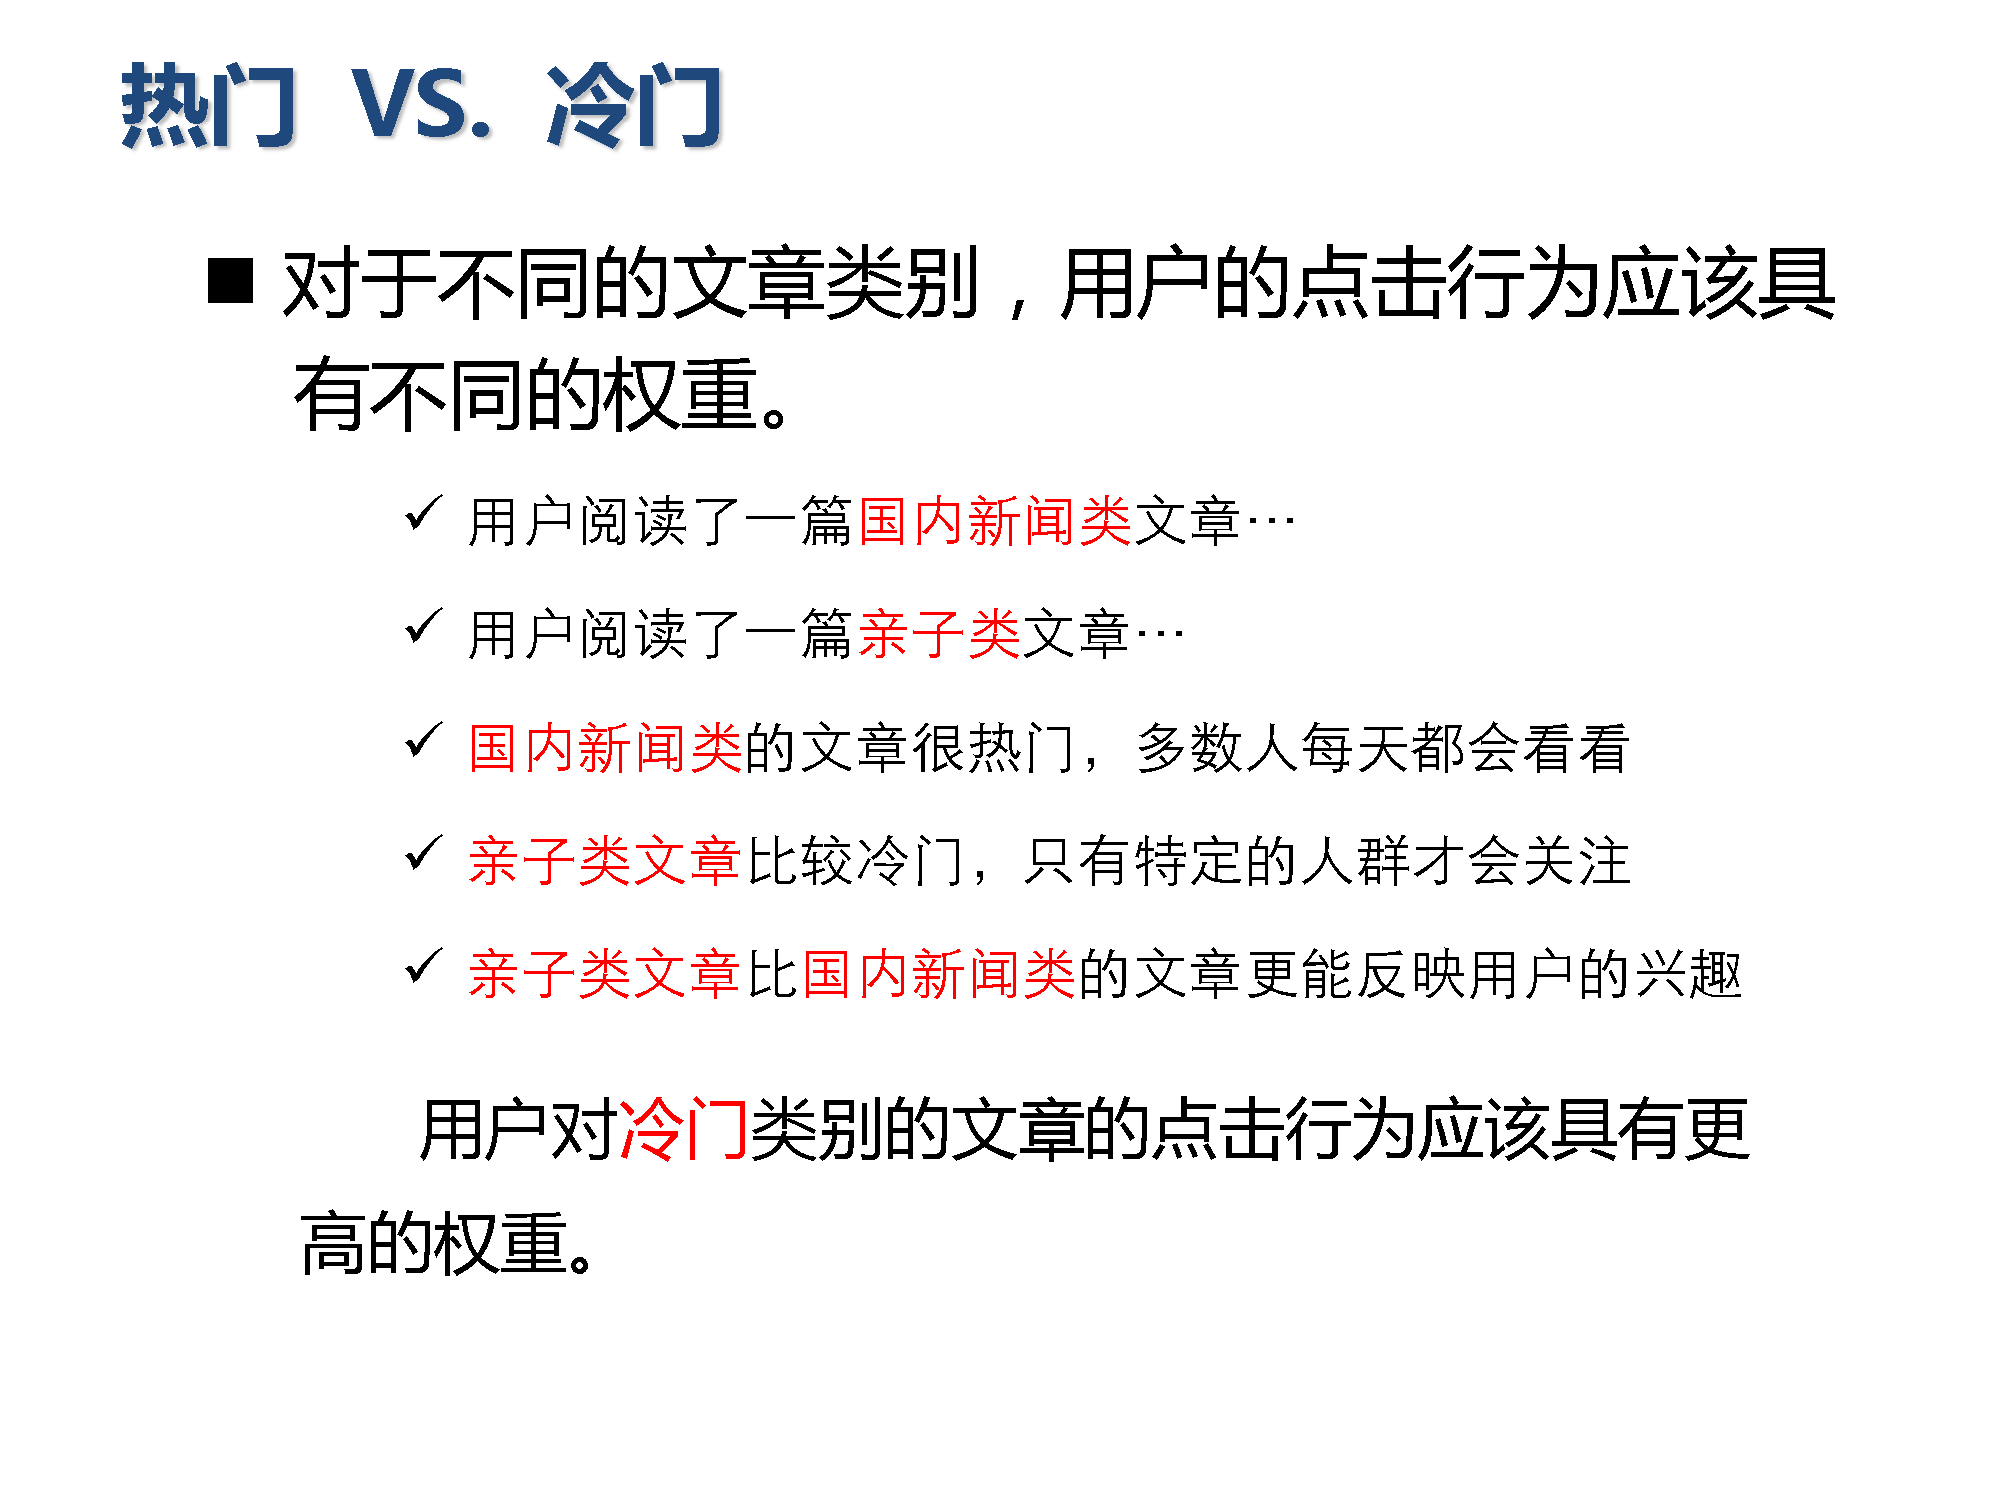 热门 VS. 冷门
■ 对于不同的文章类别，用户的点击行为应该具
有不同的权重。
✓ 用户阅读了一篇国内新闻类文章…
✓ 用户阅读了一篇亲子类文章…
✓ 国内新闻类的文章很热门，多数人每天都会看看
✓ 亲子类文章比较冷门，只有特定的人群才会关注
✓ 亲子类文章比国内新闻类的文章更能反映用户的兴趣
用户对冷门类别的文章的点击行为应该具有更
高的权重。